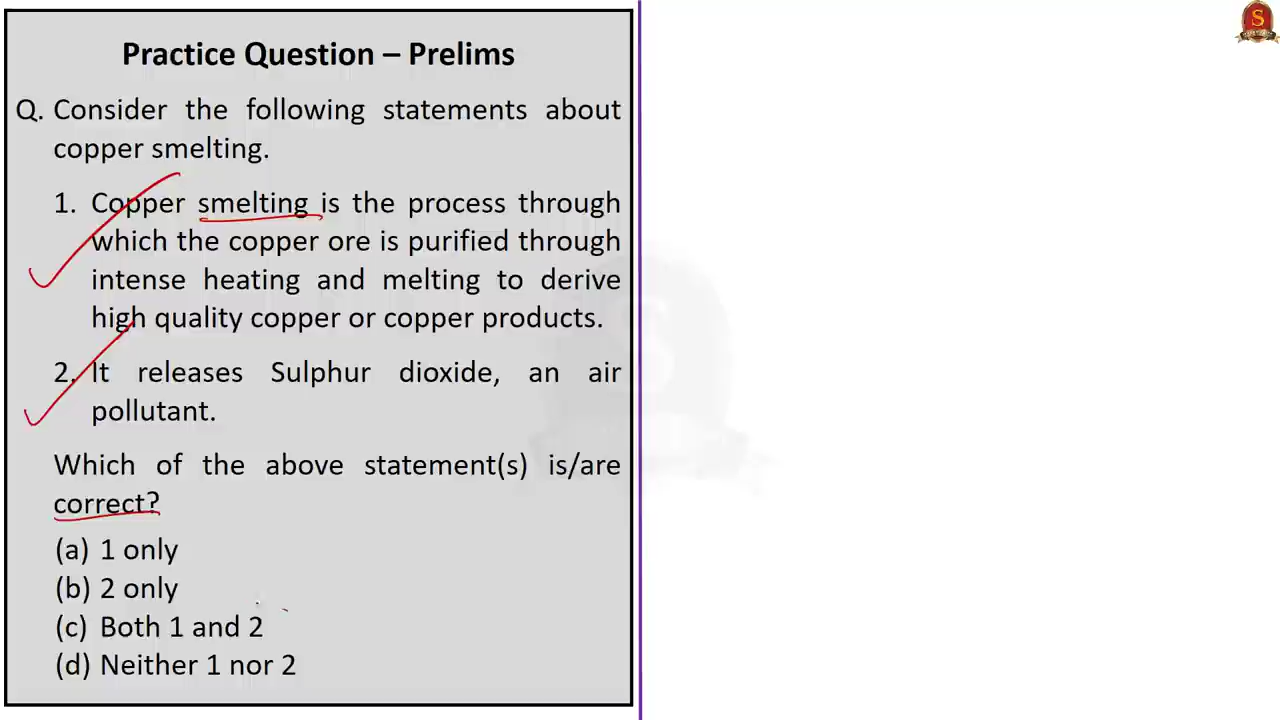 Practice Question – Prelims
Q. Consider the following statements about
copper smelting.
1. Copper smelting is the process through
which the copper ore is purified through
intense heating and melting to derive
high quality copper or copper products.
2. It releases Sulphur dioxide, an air
pollutant.
Which of the above statement(s) is/are
correct?
(a) 1 only
(b) 2 only
(c) Both 1 and 2
(d) Neither 1 nor 2
S